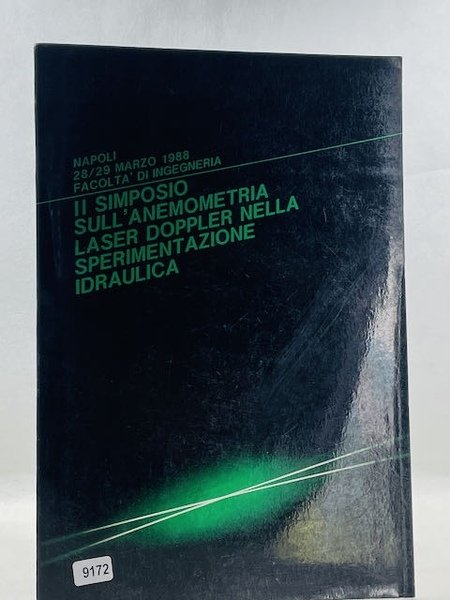 NAPOLI
28/29 MARZO 1988
FACOLTA' DI INGEGNERIA
II SIMPOSIO
SULL'ANEMOMETRIA
LASER DOPPLER NELLA
SPERIMENTAZIONE
IDRAULICA
9172